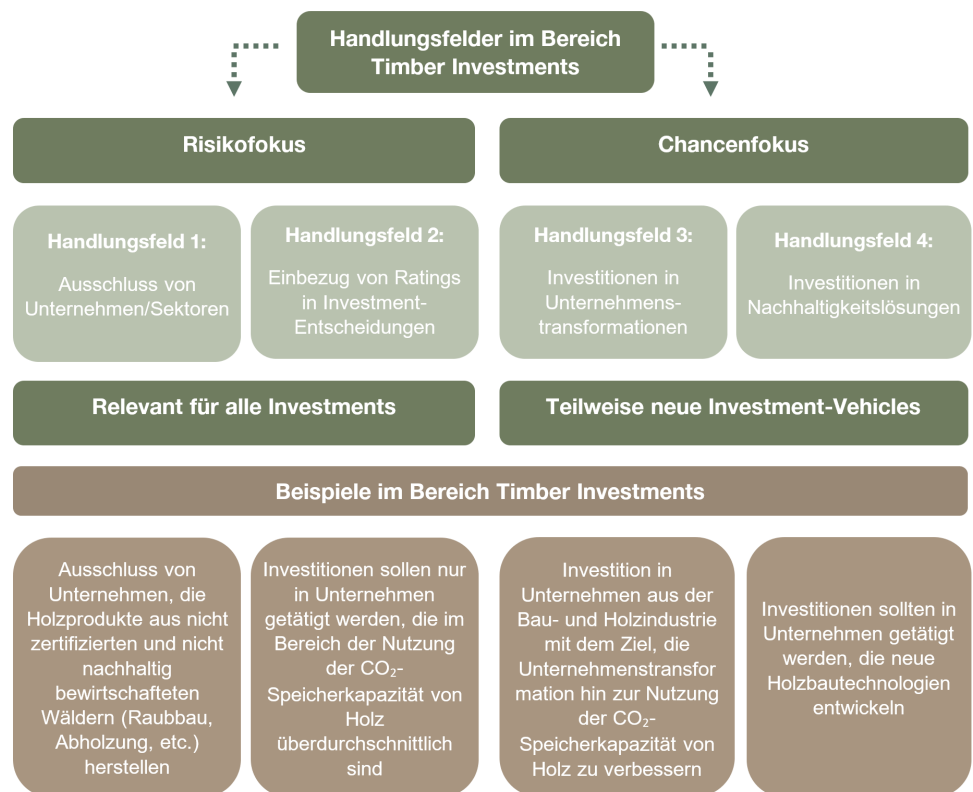 Handlungsfelder im Bereich
Timber Investments
Risikofokus
Chancenfokus
Handlungsfeld 1:
Ausschluss von
Unternehmen/Sektoren
Handlungsfeld 2:
Einbezug von Ratings
in Investment-
Entscheidungen
Handlungsfeld 3:
Investitionen in
Unternehmens-
transformationen
Handlungsfeld 4:
Investitionen in
Nachhaltigkeitslösungen
Relevant für alle Investments
Teilweise neue Investment-Vehicles
Beispiele im Bereich Timber Investments
Ausschluss von
Unternehmen, die
Holzprodukte aus nicht
zertifizierten und nicht
nachhaltig
bewirtschafteten
Wäldern (Raubbau,
Abholzung, etc.)
herstellen
Investitionen sollen nur
in Unternehmen
getätigt werden, die im
Bereich der Nutzung
der CO₂-
Speicherkapazität von
Holz
überdurchschnittlich
sind
Investition in
Unternehmen aus der
Bau- und Holzindustrie
mit dem Ziel, die
Unternehmenstransfor
mation hin zur Nutzung
der CO₂-
Speicherkapazität von
Holz zu verbessern
Investitionen sollten in
Unternehmen getätigt
werden, die neue
Holzbautechnologien
entwickeln